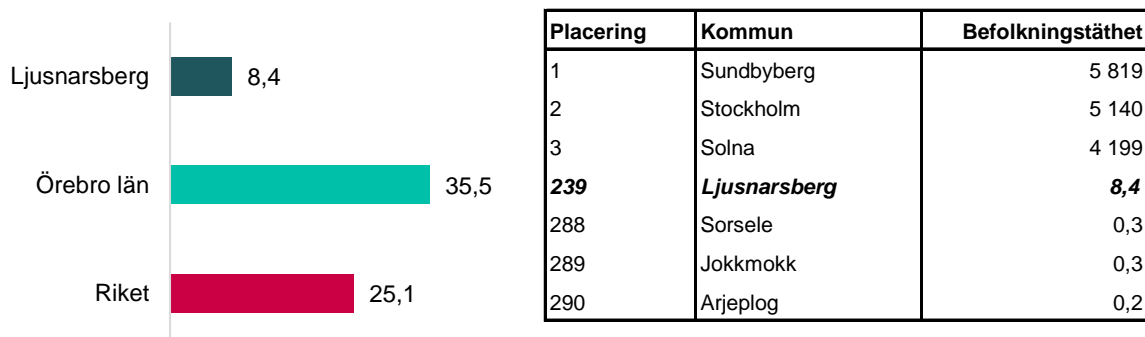 Ljusnarsberg 8,4
Örebro län 35,5
Riket 25,1
Placering Kommun Befolkningstäthet
1 Sundbyberg 5 819
2 Stockholm 5 140
3 Solna 4 199
239 Ljusnarsberg 8,4
288 Sorsele 0,3
289 Jokkmokk 0,3
290 Arjeplog 0,2